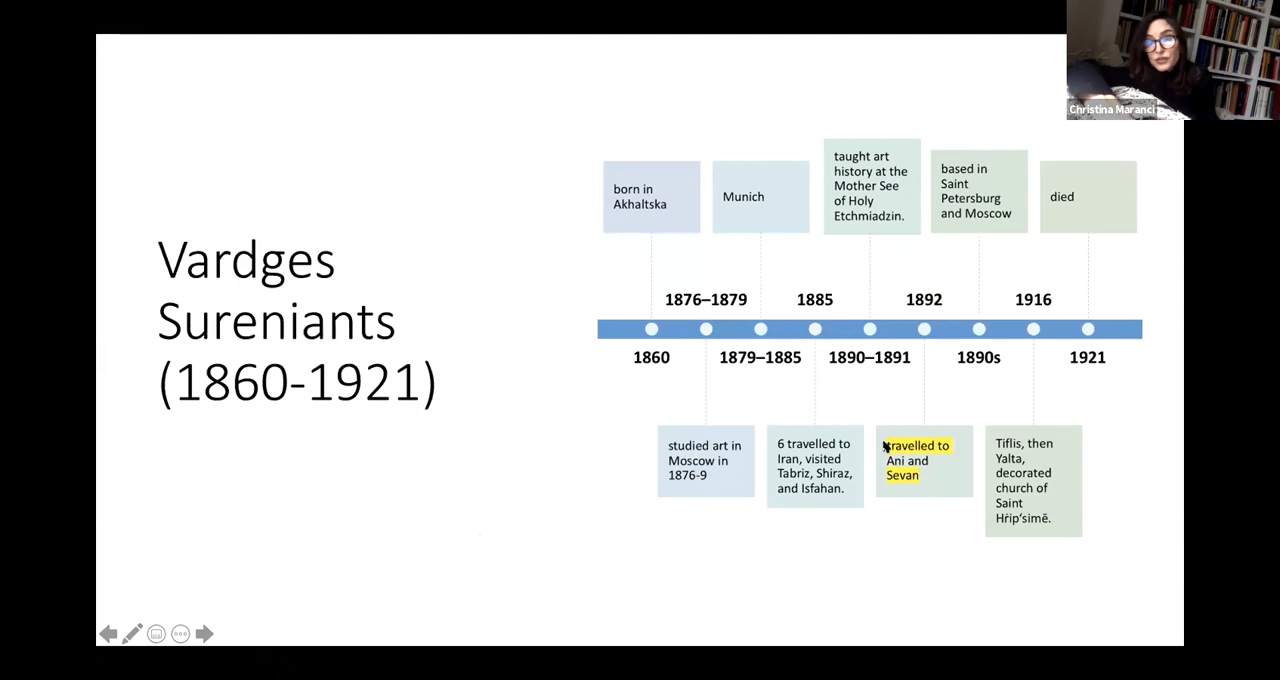 Christina Maranci
Vardges
Sureniants
(1860-1921)
born in
Akhaltska
Munich
taught art
history at the
Mother See
of Holy
Etchmiadzin.
based in
Saint
Petersburg
and Moscow
died
1876–1879
1885
1892
1916
1860
1879–1885
1890–1891
1890s
1921
studied art in
Moscow in
1876-9
6 travelled to
Iran, visited
Tabriz, Shiraz,
and Isfahan.
travelled to
Ani and
Sevan
Tiflis, then
Yalta,
decorated
church of
Saint
Hṙip‘simē.